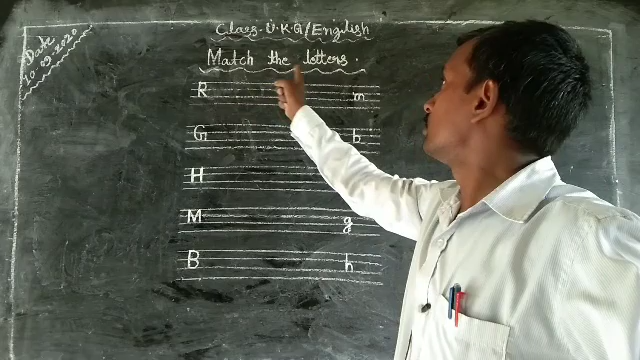 Date
10-09-2020
Class-U.K.G/English
Match the letters.
R m
G b
H
M g
B h